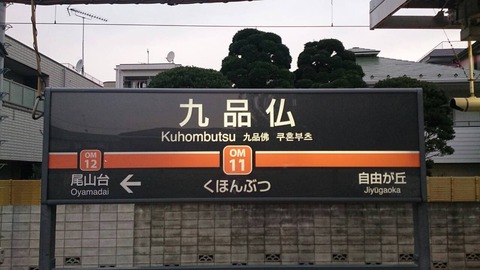 九品仏
Kuhombutsu 九品佛 쿠혼부츠
OM 12
OM 11
尾山台
Oyamadai
くほんぶつ
自由が丘
Jiyūgaoka